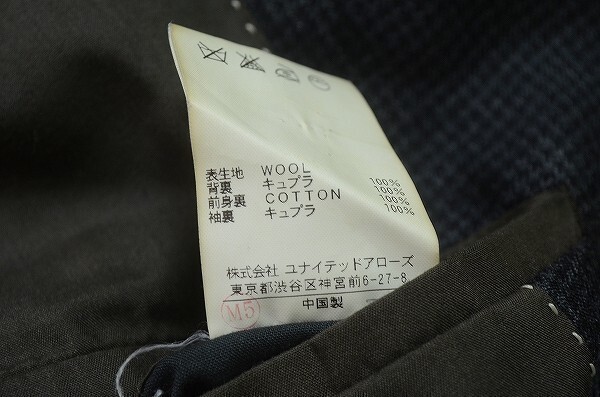 表生地 WOOL 100%
背裏 キュプラ 100%
前身裏 COTTON 100%
袖裏 キュプラ 100%
株式会社 ユナイテッドアローズ
東京都渋谷区神宮前6-27-8
M5 中国製